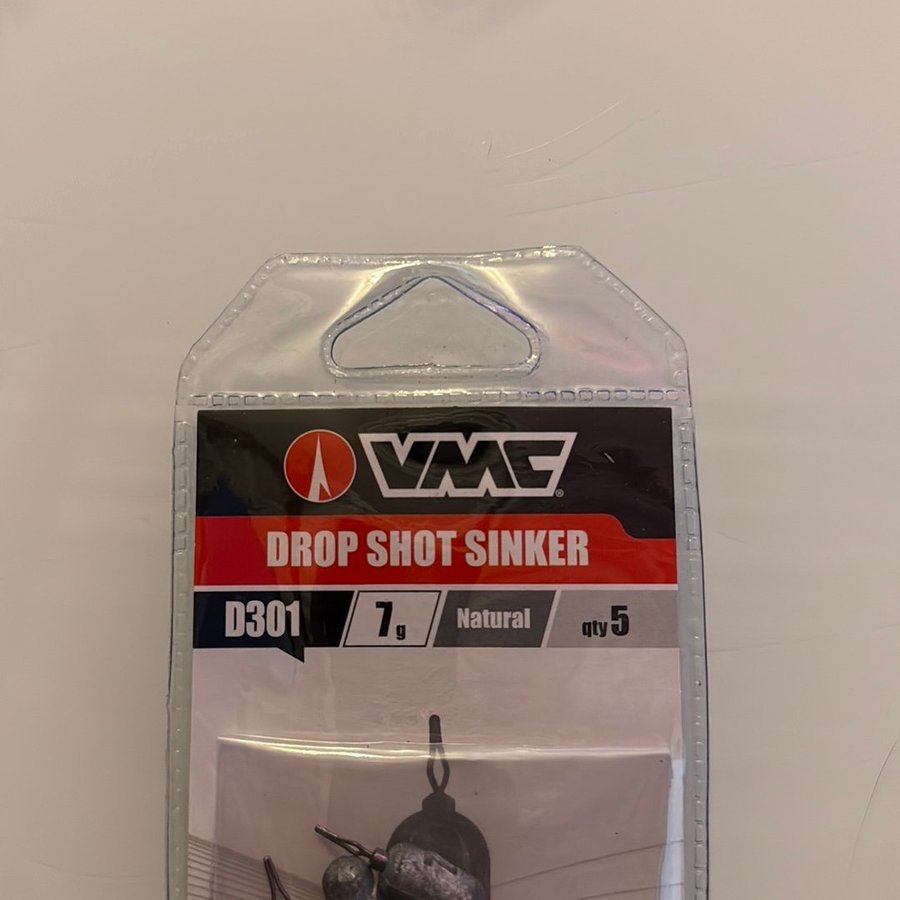 VMC®
DROP SHOT SINKER
D301 7g Natural qty 5